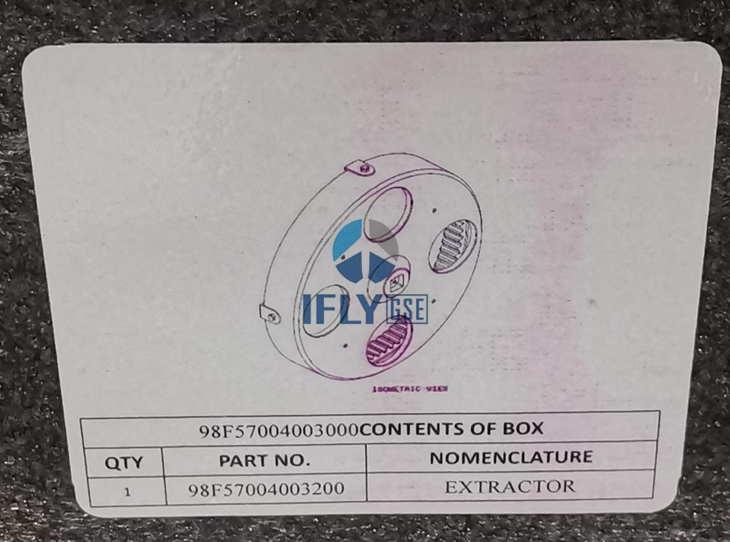 IFLY GSE
ISOMETRIC VIEW
98F57004003000CONTENTS OF BOX
QTY PART NO. NOMENCLATURE
1 98F57004003200 EXTRACTOR